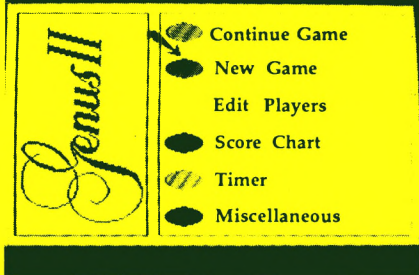 Genus II
Continue Game
New Game
Edit Players
Score Chart
Timer
Miscellaneous